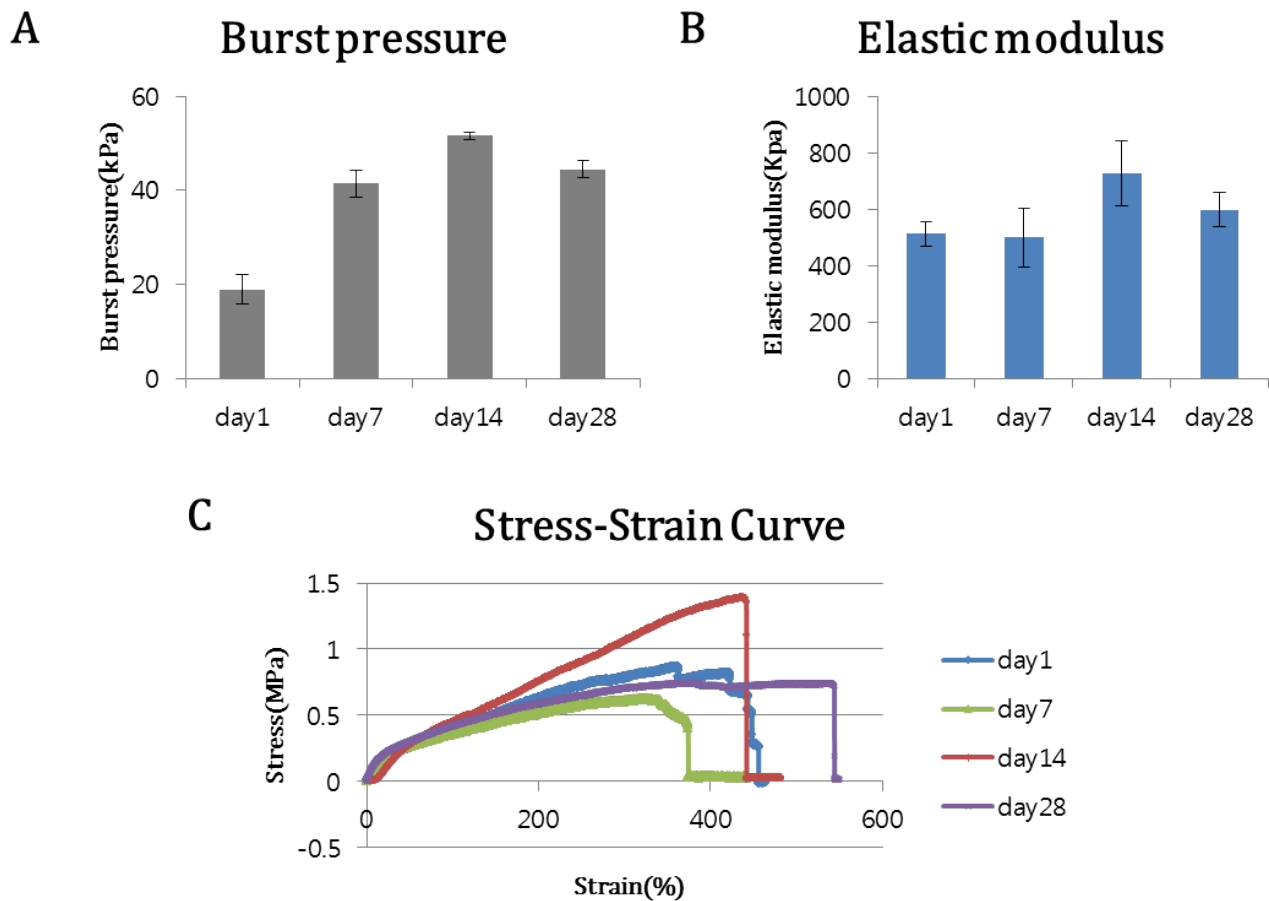 A
Burst pressure
Burst pressure(kPa)
60
40
20
0
day1 day7 day14 day28
B
Elastic modulus
Elastic modulus(Kpa)
1000
800
600
400
200
0
day1 day7 day14 day28
C
Stress-Strain Curve
Stress(MPa)
1.5
1
0.5
0
-0.5
0 200 400 600
Strain(%)
day1
day7
day14
day28